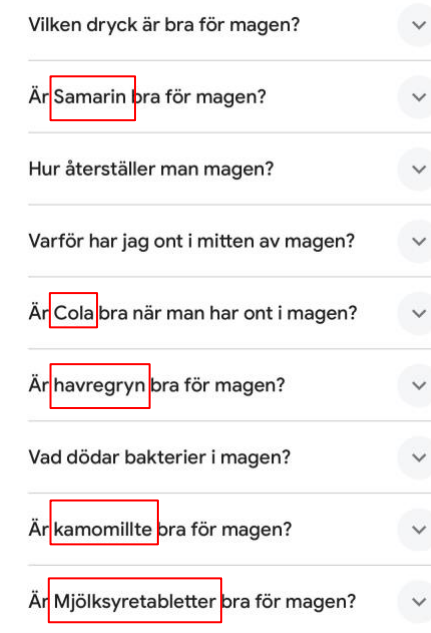 Vilken dryck är bra för magen?
Är Samarin bra för magen?
Hur återställer man magen?
Varför har jag ont i mitten av magen?
Är Cola bra när man har ont i magen?
Är havregryn bra för magen?
Vad dödar bakterier i magen?
Är kamomillte bra för magen?
Är Mjölksyretabletter bra för magen?